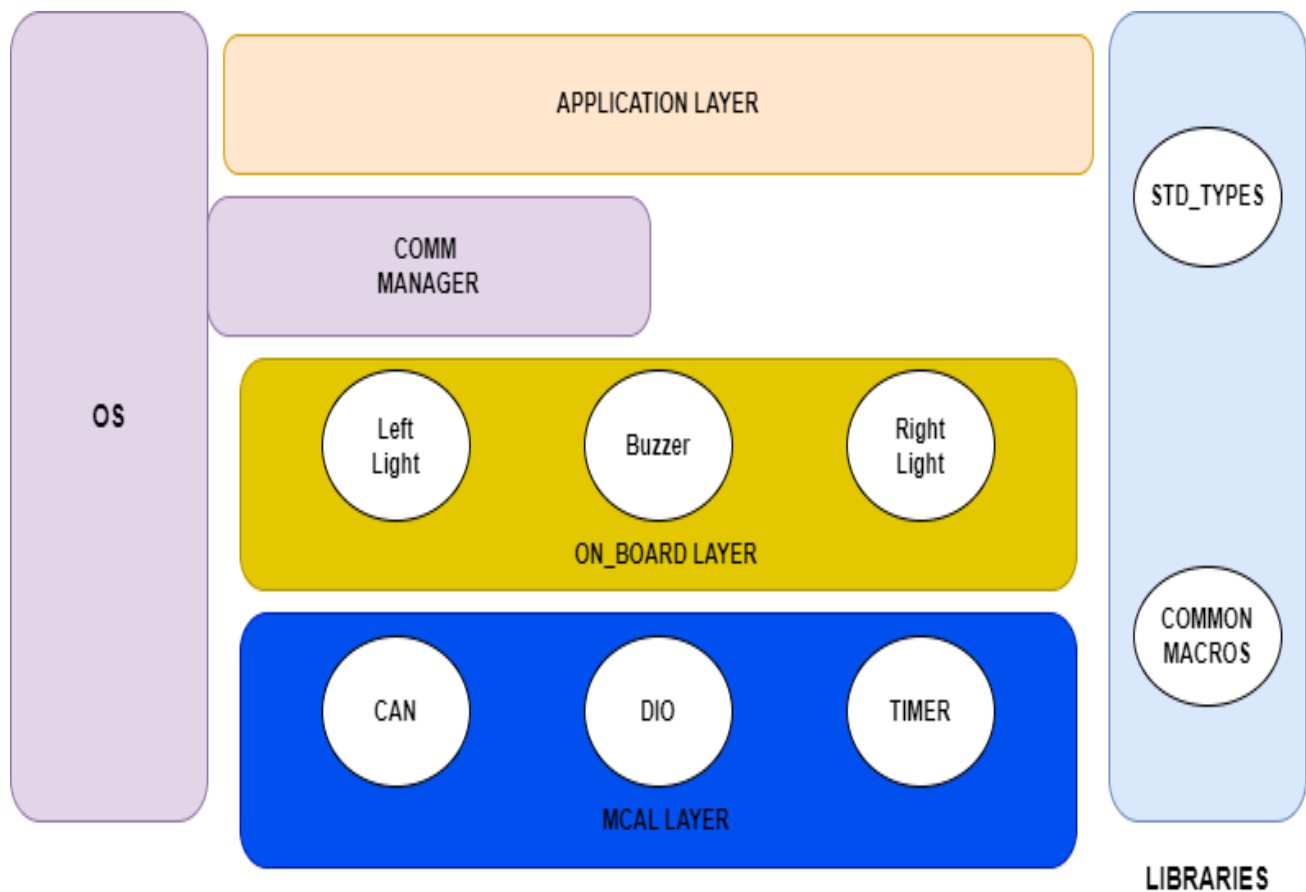 APPLICATION LAYER
STD_TYPES
COMM
MANAGER
OS
Left
Light
Buzzer
Right
Light
ON_BOARD LAYER
COMMON
MACROS
CAN
DIO
TIMER
MCAL LAYER
LIBRARIES